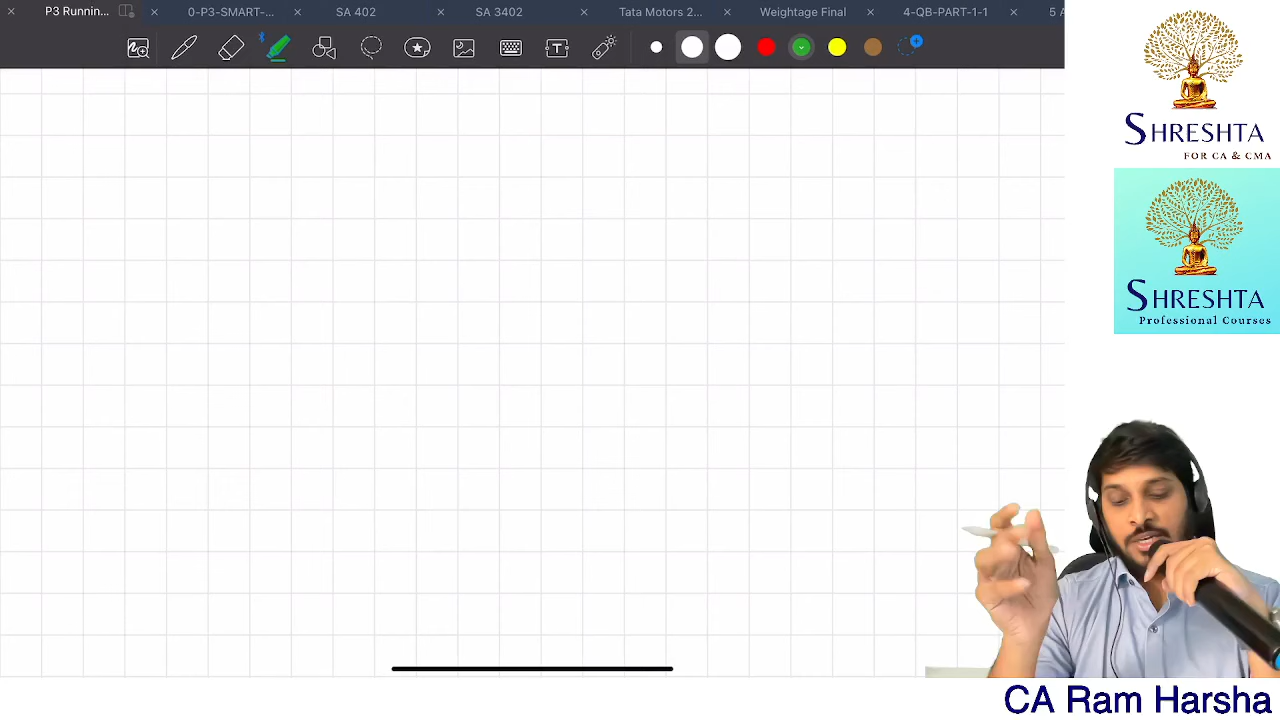 P3 Runnin...
0-P3-SMART-...
SA 402
SA 3402
Tata Motors 2...
Weightage Final
4-QB-PART-1-1
5 A
T
SHRESHTA
FOR CA & CMA
SHRESHTA
Professional Courses
CA Ram Harsha